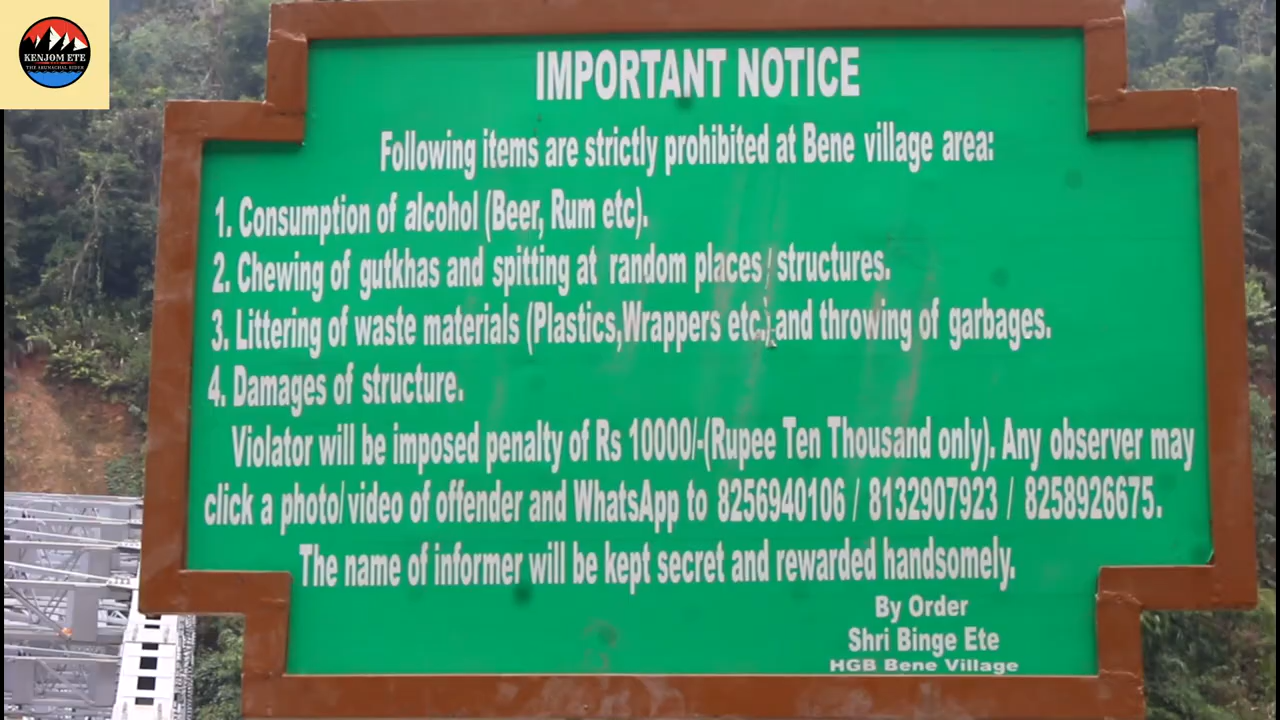 KENJOM ETE
THE ARUNACHAL RIDER
IMPORTANT NOTICE
Following items are strictly prohibited at Bene village area:
1. Consumption of alcohol (Beer, Rum etc).
2. Chewing of gutkhas and spitting at random places/structures.
3. Littering of waste materials (Plastics,Wrappers etc.) and throwing of garbages.
4. Damages of structure.
Violator will be imposed penalty of Rs 10000/-(Rupee Ten Thousand only). Any observer may
click a photo/video of offender and WhatsApp to 8256940106 / 8132907923 / 8258926675.
The name of informer will be kept secret and rewarded handsomely.
By Order
Shri Binge Ete
HGB Bene Village